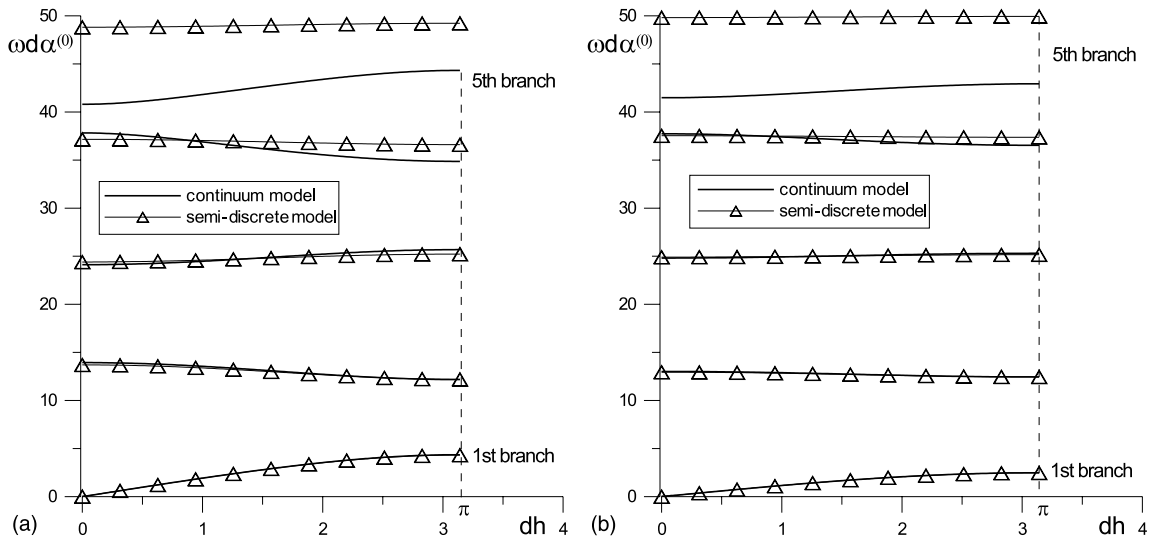 50
ωdα⁽⁰⁾
5th branch
40
30
continuum model
semi-discrete model
20
10
1st branch
0
(a)
0
1
2
3
π
dh
4
50
ωdα⁽⁰⁾
5th branch
40
30
continuum model
semi-discrete model
20
10
1st branch
0
(b)
0
1
2
3
π
dh
4